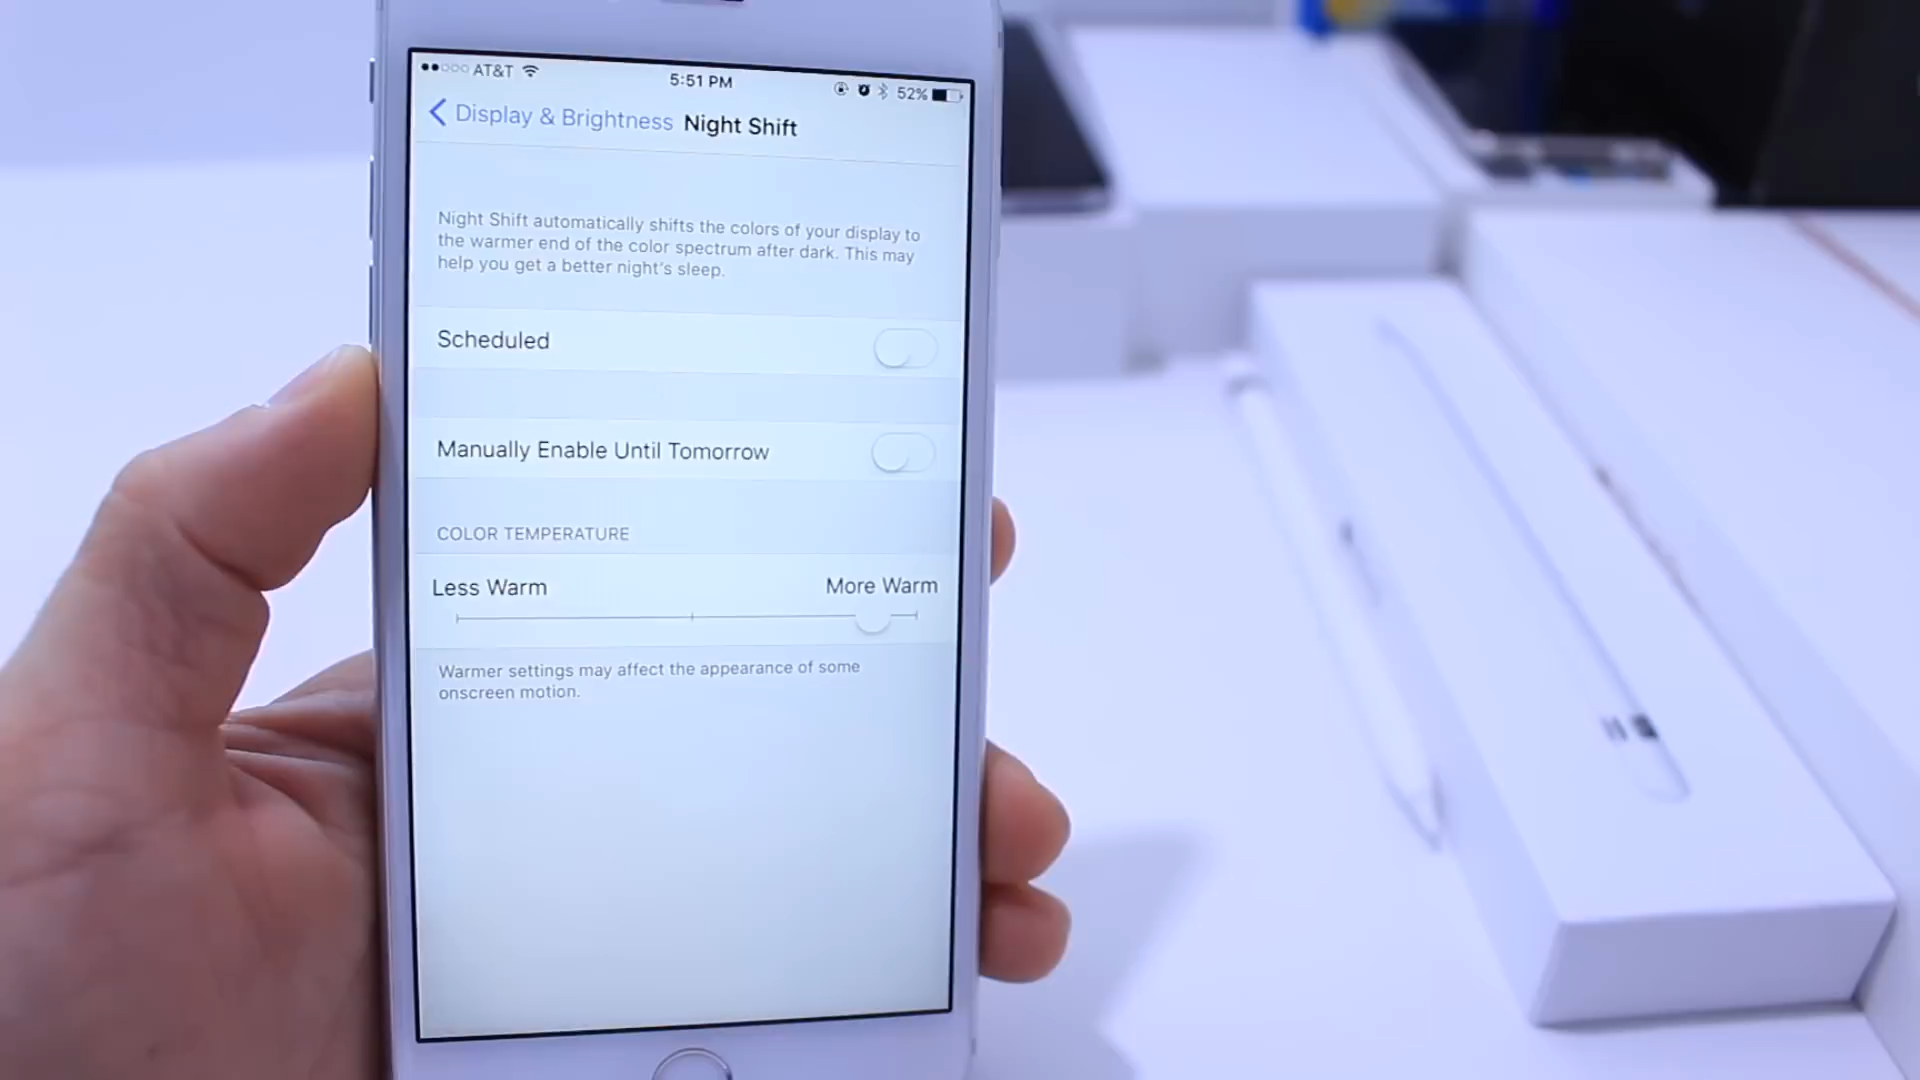 AT&T 5:51 PM 52%
Display & Brightness Night Shift
Night Shift automatically shifts the colors of your display to
the warmer end of the color spectrum after dark. This may
help you get a better night's sleep.
Scheduled
Manually Enable Until Tomorrow
COLOR TEMPERATURE
Less Warm More Warm
Warmer settings may affect the appearance of some
onscreen motion.